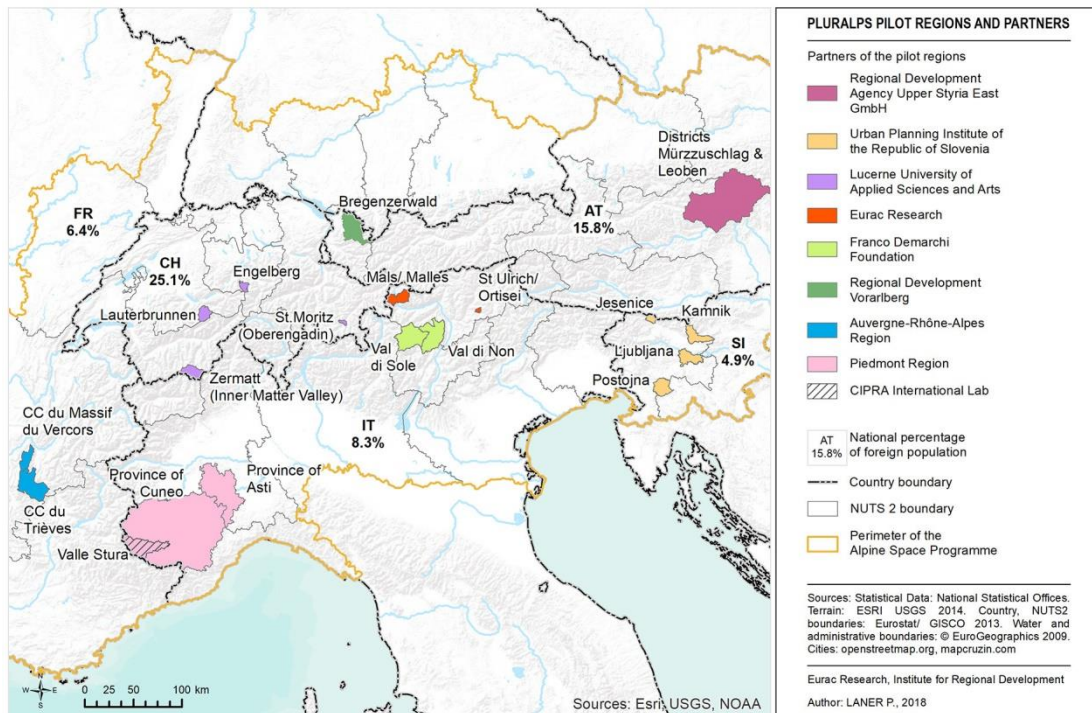 Districts
Mürzzuschlag &
Leoben
Bregenzerwald
AT
15.8%
FR
6.4%
CH
25.1%
Engelberg
Mals/ Malles
St Ulrich/
Ortisei
Lauterbrunnen
St.Moritz
(Oberengadin)
Jesenice
Kamnik
Val
di Sole
Val di Non
Ljubljana
SI
4.9%
Zermatt
(Inner Matter Valley)
Postojna
CC du Massif
du Vercors
IT
8.3%
Province of
Cuneo
Province of
Asti
CC du
Trièves
Valle Stura
N
W E
S
0 25 50 100 km
Sources: Esri, USGS, NOAA
PLURALPS PILOT REGIONS AND PARTNERS
Partners of the pilot regions
Regional Development
Agency Upper Styria East
GmbH
Urban Planning Institute of
the Republic of Slovenia
Lucerne University of
Applied Sciences and Arts
Eurac Research
Franco Demarchi
Foundation
Regional Development
Vorarlberg
Auvergne-Rhône-Alpes
Region
Piedmont Region
CIPRA International Lab
AT
15.8%
National percentage
of foreign population
Country boundary
NUTS 2 boundary
Perimeter of the
Alpine Space Programme
Sources: Statistical Data: National Statistical Offices.
Terrain: ESRI USGS 2014. Country, NUTS2
boundaries: Eurostat/ GISCO 2013. Water and
administrative boundaries: © EuroGeographics 2009.
Cities: openstreetmap.org, mapcruzin.com
Eurac Research, Institute for Regional Development
Author: LANER P., 2018